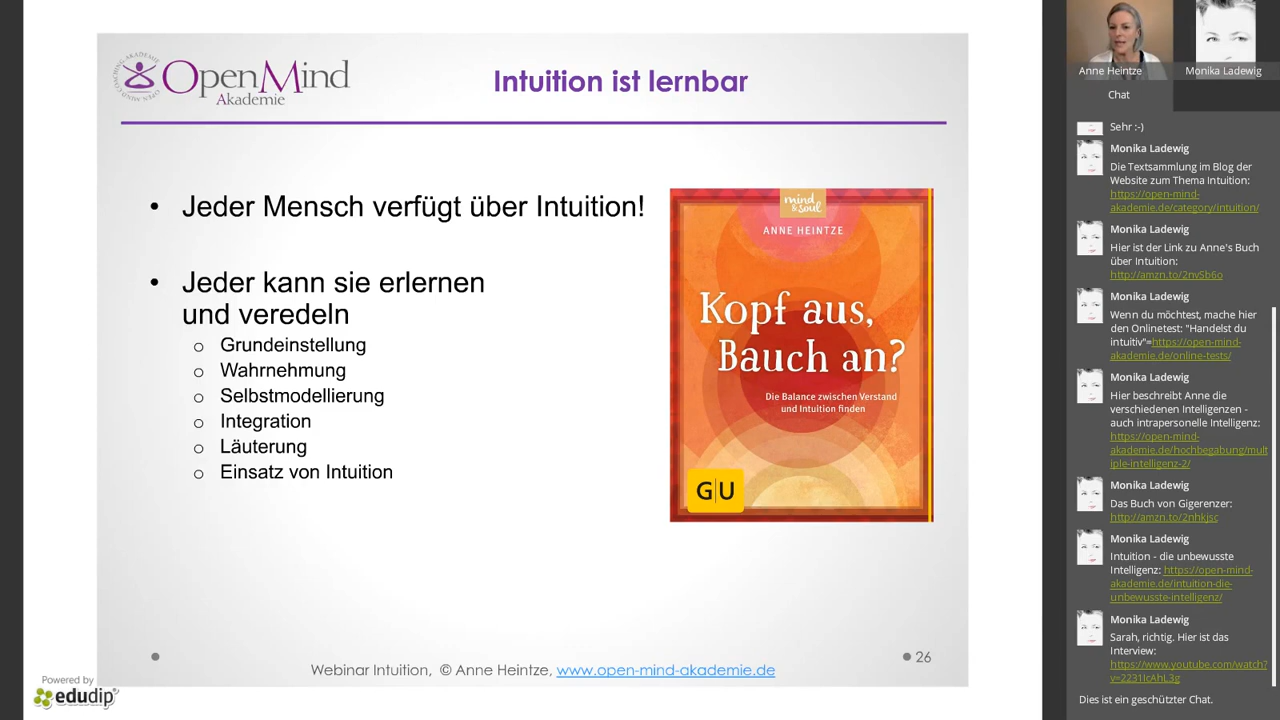 OpenMind
Akademie
OPEN MIND COACHING AKADEMIE
Intuition ist lernbar
• Jeder Mensch verfügt über Intuition!
• Jeder kann sie erlernen
und veredeln
o Grundeinstellung
o Wahrnehmung
o Selbstmodellierung
o Integration
o Läuterung
o Einsatz von Intuition
mind
& soul
ANNE HEINTZE
Kopf aus,
Bauch an?
Die Balance zwischen Verstand
und Intuition finden
G|U
Webinar Intuition, © Anne Heintze, www.open-mind-akademie.de
26
Powered by
edudip
Anne Heintze
Monika Ladewig
Chat
Sehr :-)
Monika Ladewig
Die Textsammlung im Blog der
Website zum Thema Intuition:
https://open-mind-
akademie.de/category/intuition/
Monika Ladewig
Hier ist der Link zu Anne's Buch
über Intuition:
http://amzn.to/2nvSb6o
Monika Ladewig
Wenn du möchtest, mache hier
den Onlinetest: "Handelst du
intuitiv"=https://open-mind-
akademie.de/online-tests/
Monika Ladewig
Hier beschreibt Anne die
verschiedenen Intelligenzen -
auch intrapersonelle Intelligenz:
https://open-mind-
akademie.de/hochbegabung/mult
iple-intelligenz-2/
Monika Ladewig
Das Buch von Gigerenzer:
http://amzn.to/2nhkjsc
Monika Ladewig
Intuition - die unbewusste
Intelligenz: https://open-mind-
akademie.de/intuition-die-
unbewusste-intelligenz/
Monika Ladewig
Sarah, richtig. Hier ist das
Interview:
https://www.youtube.com/watch?
v=2231IcAhL3g
Dies ist ein geschützter Chat.